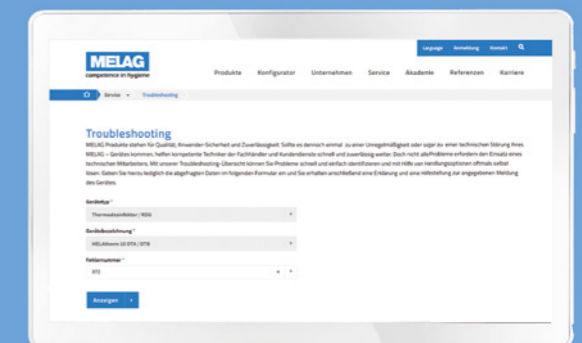 Language Anmeldung Kontakt
MELAG
competence in hygiene
Produkte Konfigurator Unternehmen Service Akademie Referenzen Karriere
Service Troubleshooting
Troubleshooting
MELAG Produkte stehen für Qualität, Anwender-Sicherheit und Zuverlässigkeit. Sollte es dennoch einmal zu einer Unregelmäßigkeit oder sogar zu einer technischen Störung Ihres
MELAG – Gerätes kommen, helfen kompetente Techniker der Fachhändler und Kundendienste schnell und zuverlässig weiter. Doch nicht alle Probleme erfordern den Einsatz eines
technischen Mitarbeiters. Mit unserer Troubleshooting-Übersicht können Sie Probleme schnell und einfach identifizieren und mit Hilfe von Handlungsoptionen oftmals selbst
lösen. Geben Sie hierzu lediglich die abgefragten Daten im folgenden Formular ein und Sie erhalten anschließend eine Erklärung und eine Hilfestellung zur angegebenen Meldung
des Gerätes.
Gerätetyp *
Thermodesinfektor / RDG
Gerätebezeichnung *
MELAtherm 10 DTA / DTB
Fehlernummer *
372
Anzeigen